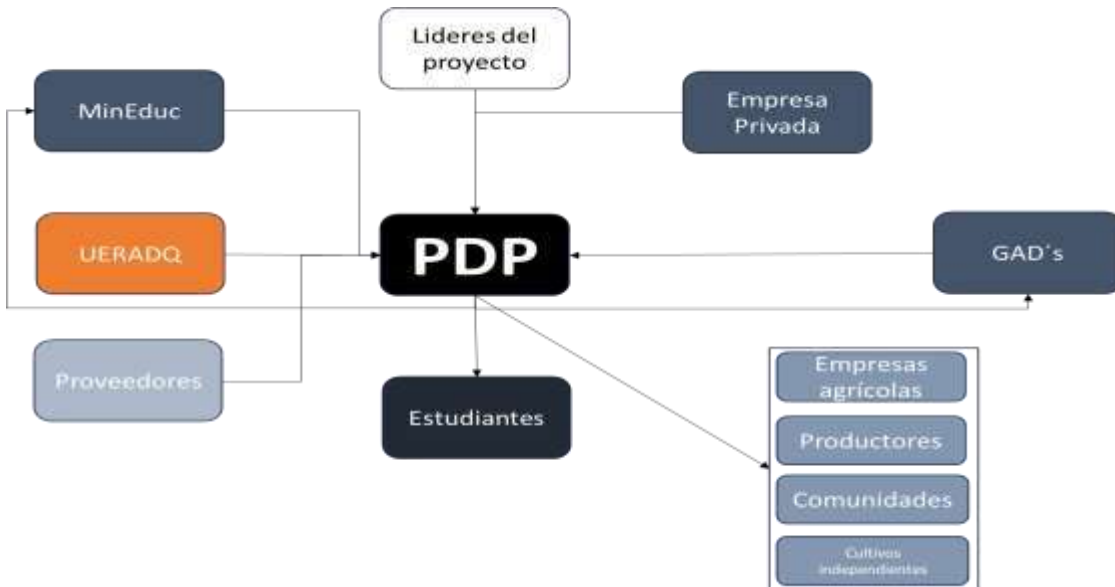 Lideres del
proyecto
MinEduc
Empresa
Privada
UERADQ
PDP
GAD´s
Proveedores
Estudiantes
Empresas
agrícolas
Productores
Comunidades
Cultivos
independientes